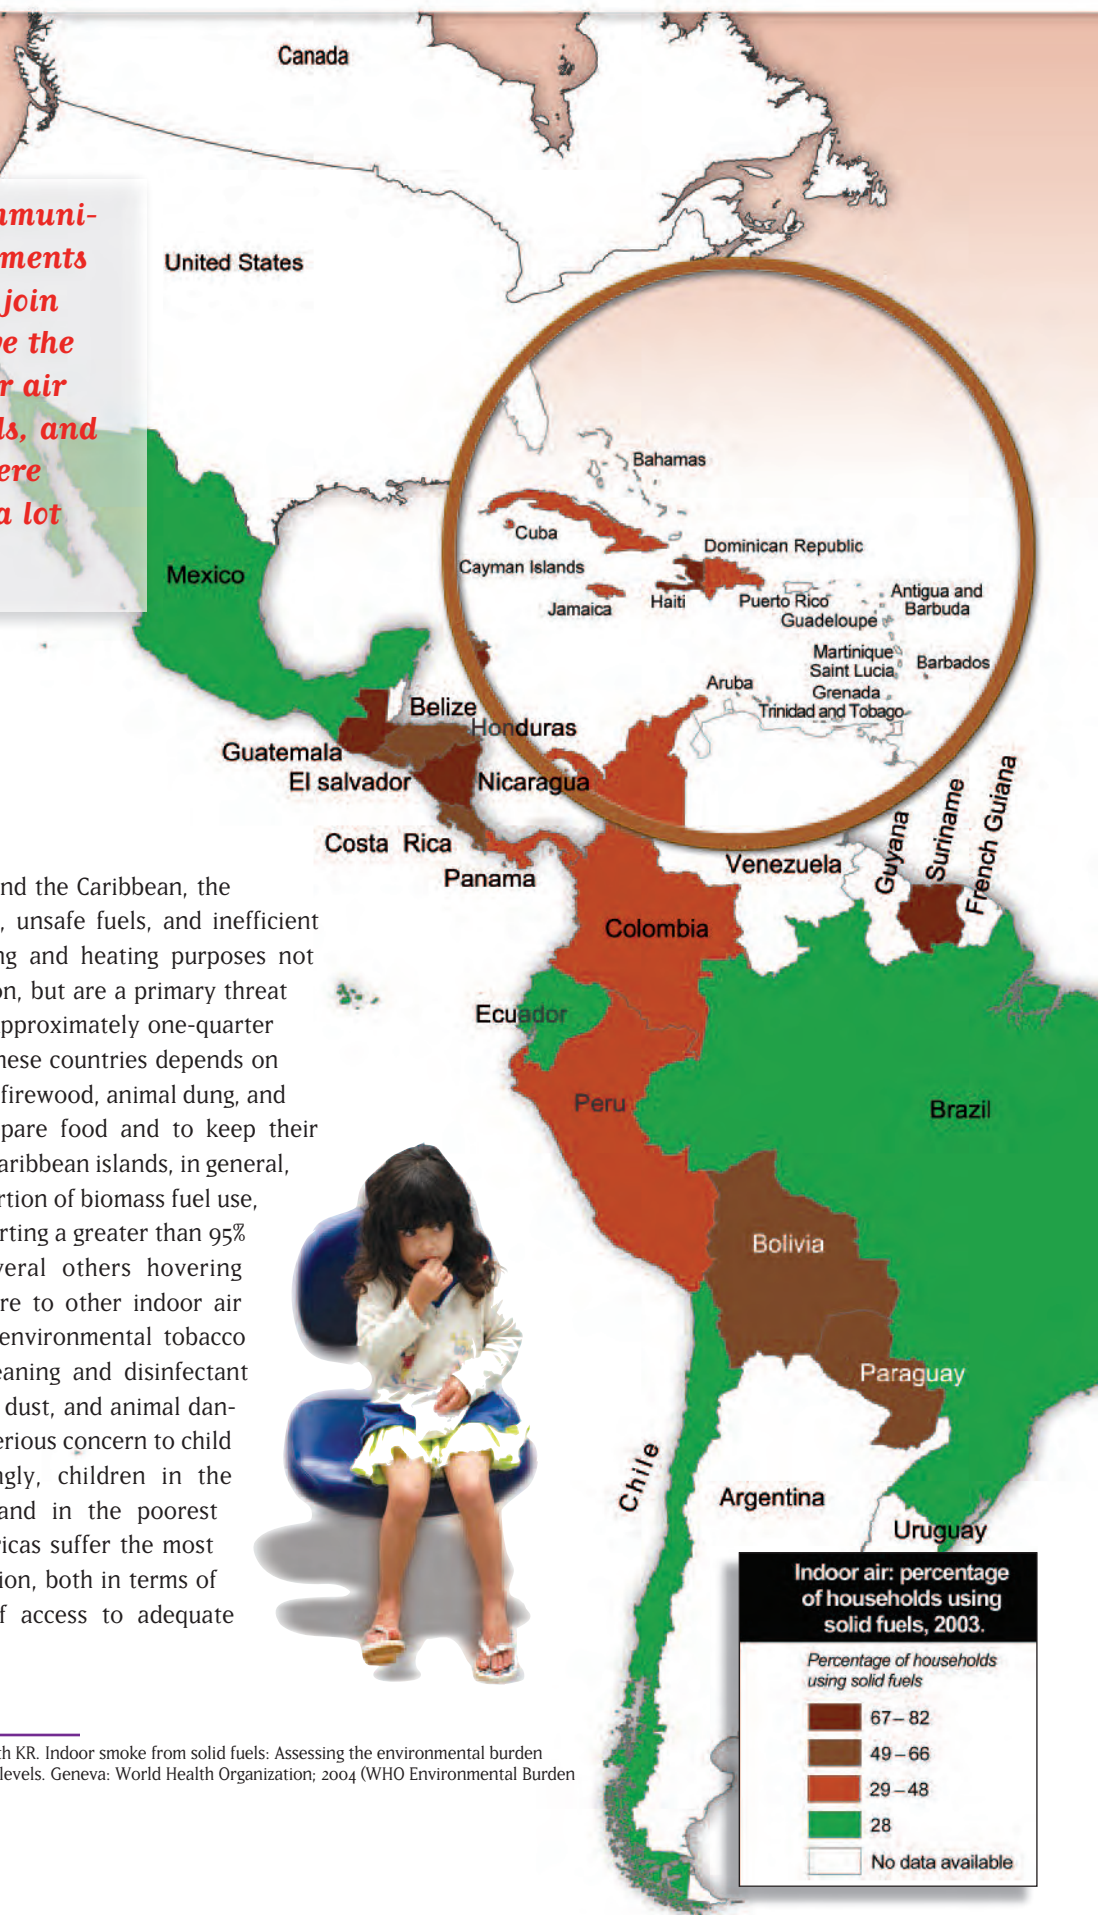 Canada
United States
mmuni-
ments
join
ve the
r air
ls, and
ere
a lot
Mexico
Bahamas
Cuba
Cayman Islands
Jamaica
Haiti
Dominican Republic
Puerto Rico
Guadeloupe
Antigua and
Barbuda
Martinique
Saint Lucia
Barbados
Aruba
Grenada
Trinidad and Tobago
Belize
Honduras
Guatemala
El salvador
Nicaragua
Costa Rica
Panama
Venezuela
Guyana
Suriname
French Guiana
Colombia
Ecuador
Peru
Brazil
Bolivia
Paraguay
Chile
Argentina
Uruguay
nd the Caribbean, the
, unsafe fuels, and inefficient
ng and heating purposes not
on, but are a primary threat
approximately one-quarter
hese countries depends on
firewood, animal dung, and
pare food and to keep their
aribbean islands, in general,
rtion of biomass fuel use,
rting a greater than 95%
veral others hovering
re to other indoor air
environmental tobacco
eaning and disinfectant
dust, and animal dan-
erious concern to child
ngly, children in the
and in the poorest
ricas suffer the most
ion, both in terms of
f access to adequate
th KR. Indoor smoke from solid fuels: Assessing the environmental burden
levels. Geneva: World Health Organization; 2004 (WHO Environmental Burden
Indoor air: percentage
of households using
solid fuels, 2003.
Percentage of households
using solid fuels
67–82
49–66
29–48
28
No data available